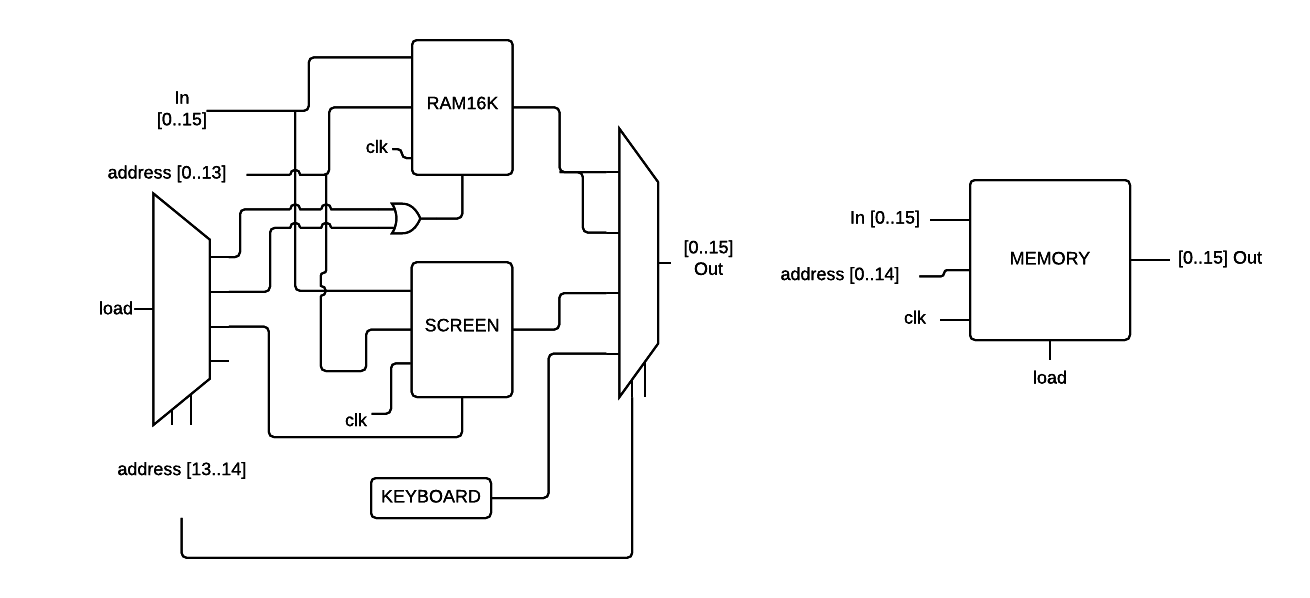 In
[0..15]
address [0..13]
load
address [13..14]
RAM16K
clk
SCREEN
clk
KEYBOARD
[0..15]
Out
In [0..15]
address [0..14]
clk
MEMORY
load
[0..15] Out